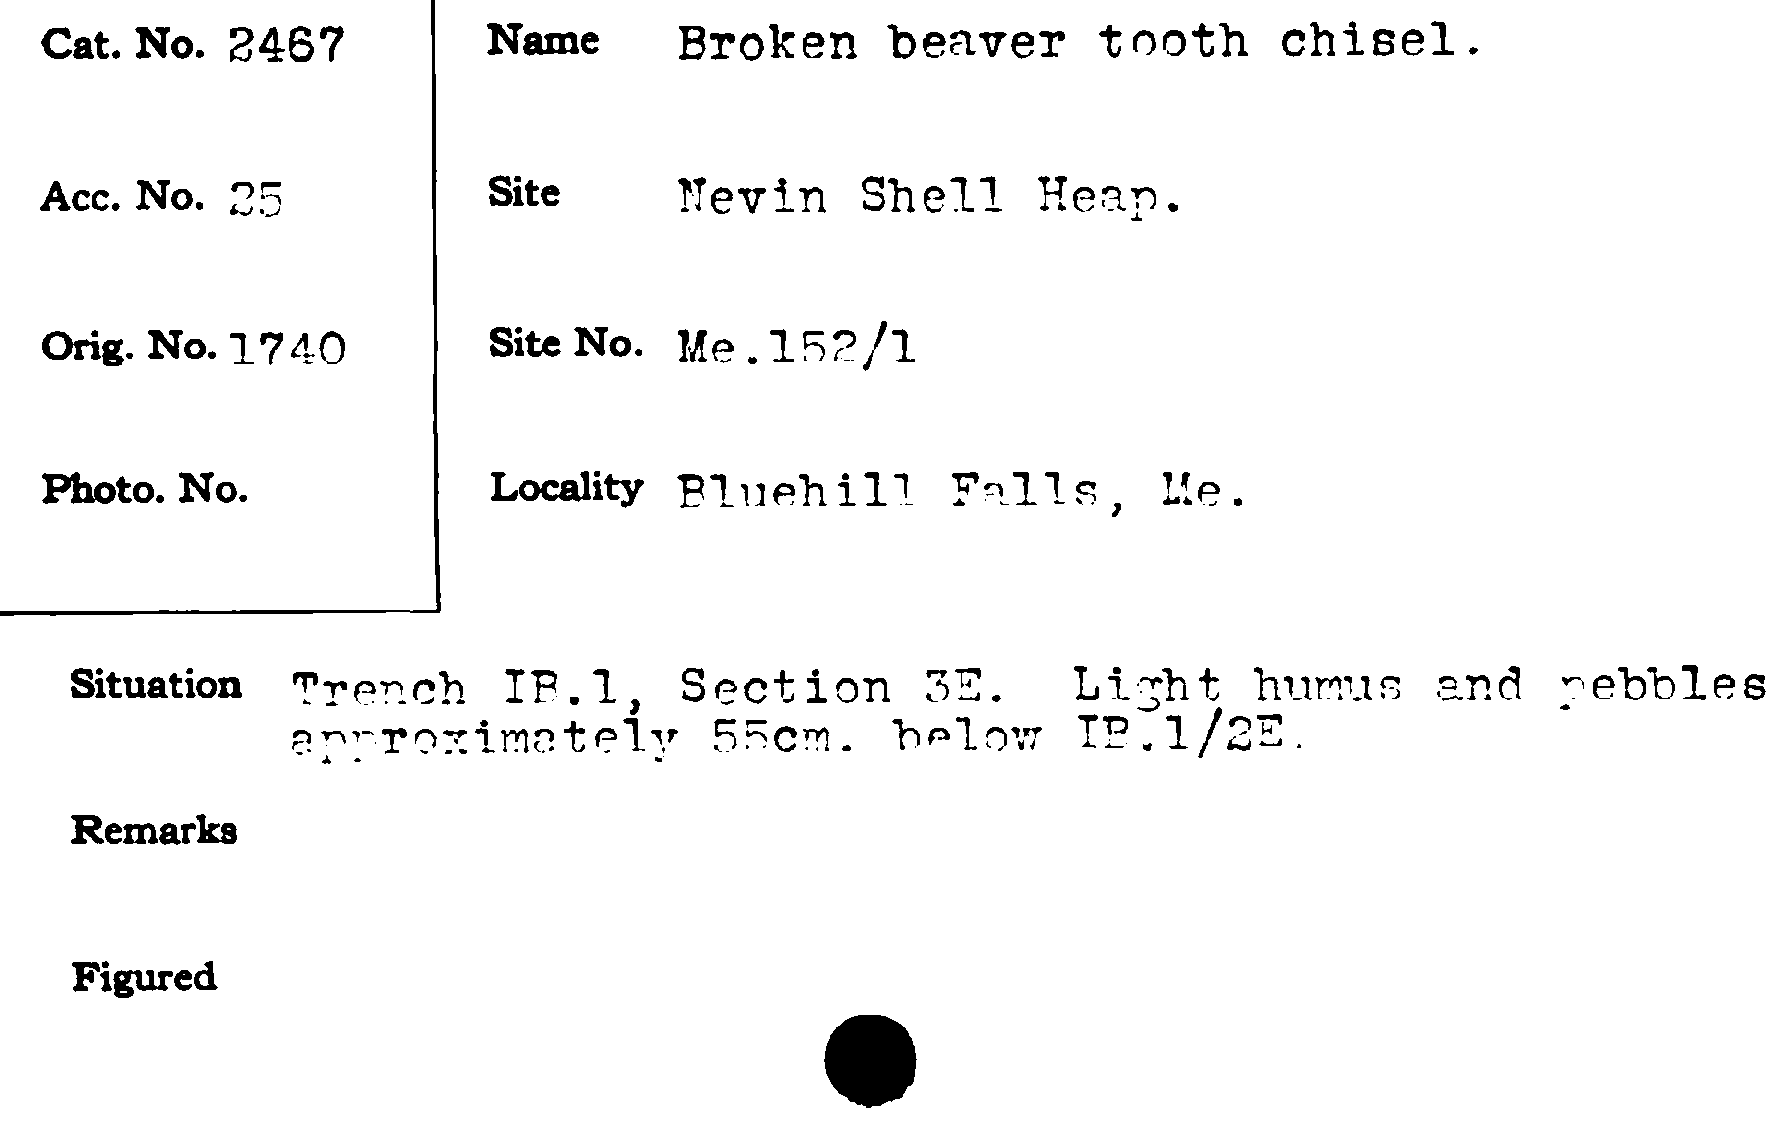 Cat. No. 2467
Name Broken beaver tooth chisel.
Acc. No. 25
Site Nevin Shell Heap.
Orig. No. 1740
Site No. Me.152/1
Photo. No.
Locality Bluehill Falls, Me.
Situation Trench IB.1, Section 3E. Light humus and pebbles
approximately 55cm. below IB.1/2E.
Remarks
Figured